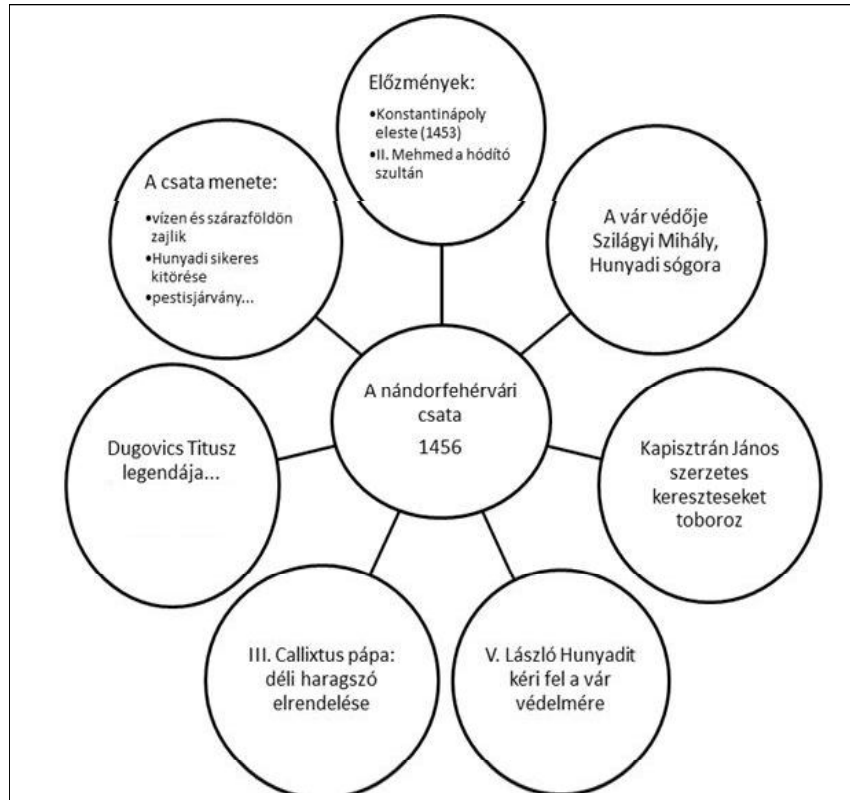 Előzmények:
•Konstantinápoly
eleste (1453)
•II. Mehmed a hódító
szultán
A vár védője
Szilágyi Mihály,
Hunyadi sógora
Kapisztrán János
szerzetes
kereszteseket
toboroz
V. László Hunyadit
kéri fel a vár
védelmére
III. Callixtus pápa:
déli haragszó
elrendelése
Dugovics Titusz
legendája...
A csata menete:
•vízen és szárazföldön
zajlik
•Hunyadi sikeres
kitörése
•pestisjárvány...
A nándorfehérvári
csata
1456